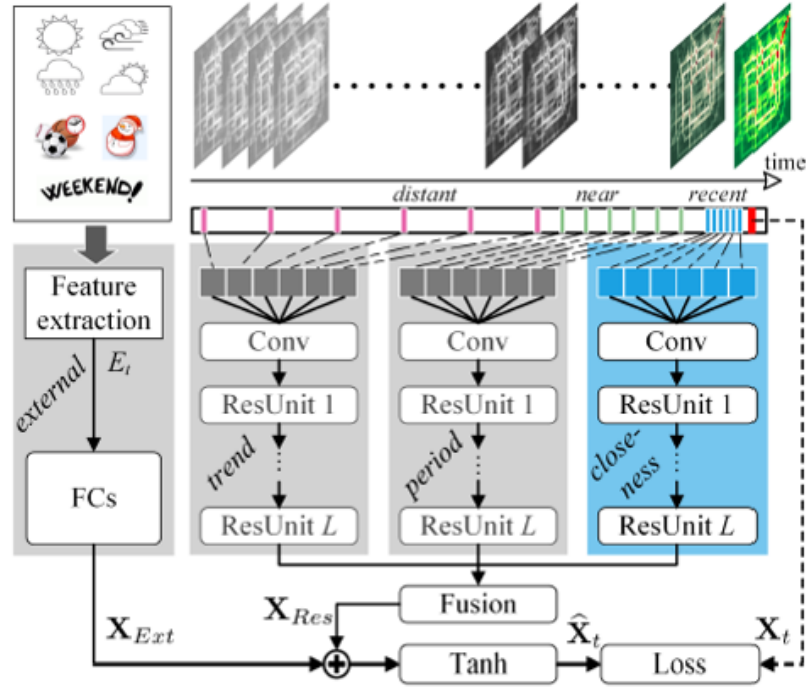 WEEKEND!
time
distant near recent
Feature
extraction
external
E_t
FCs
Conv
ResUnit 1
trend
ResUnit L
Conv
ResUnit 1
period
ResUnit L
Conv
ResUnit 1
close-
ness
ResUnit L
Fusion
X_Res
X_Ext
Tanh
X̂_t
Loss
X_t